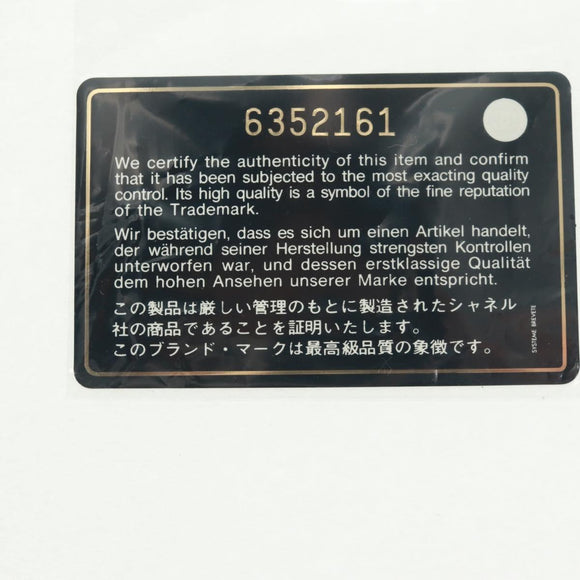 6352161
We certify the authenticity of this item and confirm
that it has been subjected to the most exacting quality
control. Its high quality is a symbol of the fine reputation
of the Trademark.
Wir bestätigen, dass es sich um einen Artikel handelt,
der während seiner Herstellung strengsten Kontrollen
unterworfen war, und dessen erstklassige Qualität
dem hohen Ansehen unserer Marke entspricht.
この製品は厳しい管理のもとに製造されたシャネル
社の商品であることを証明いたします。
このブランド・マークは最高級品質の象徴です。
SYSTEME BREVETE